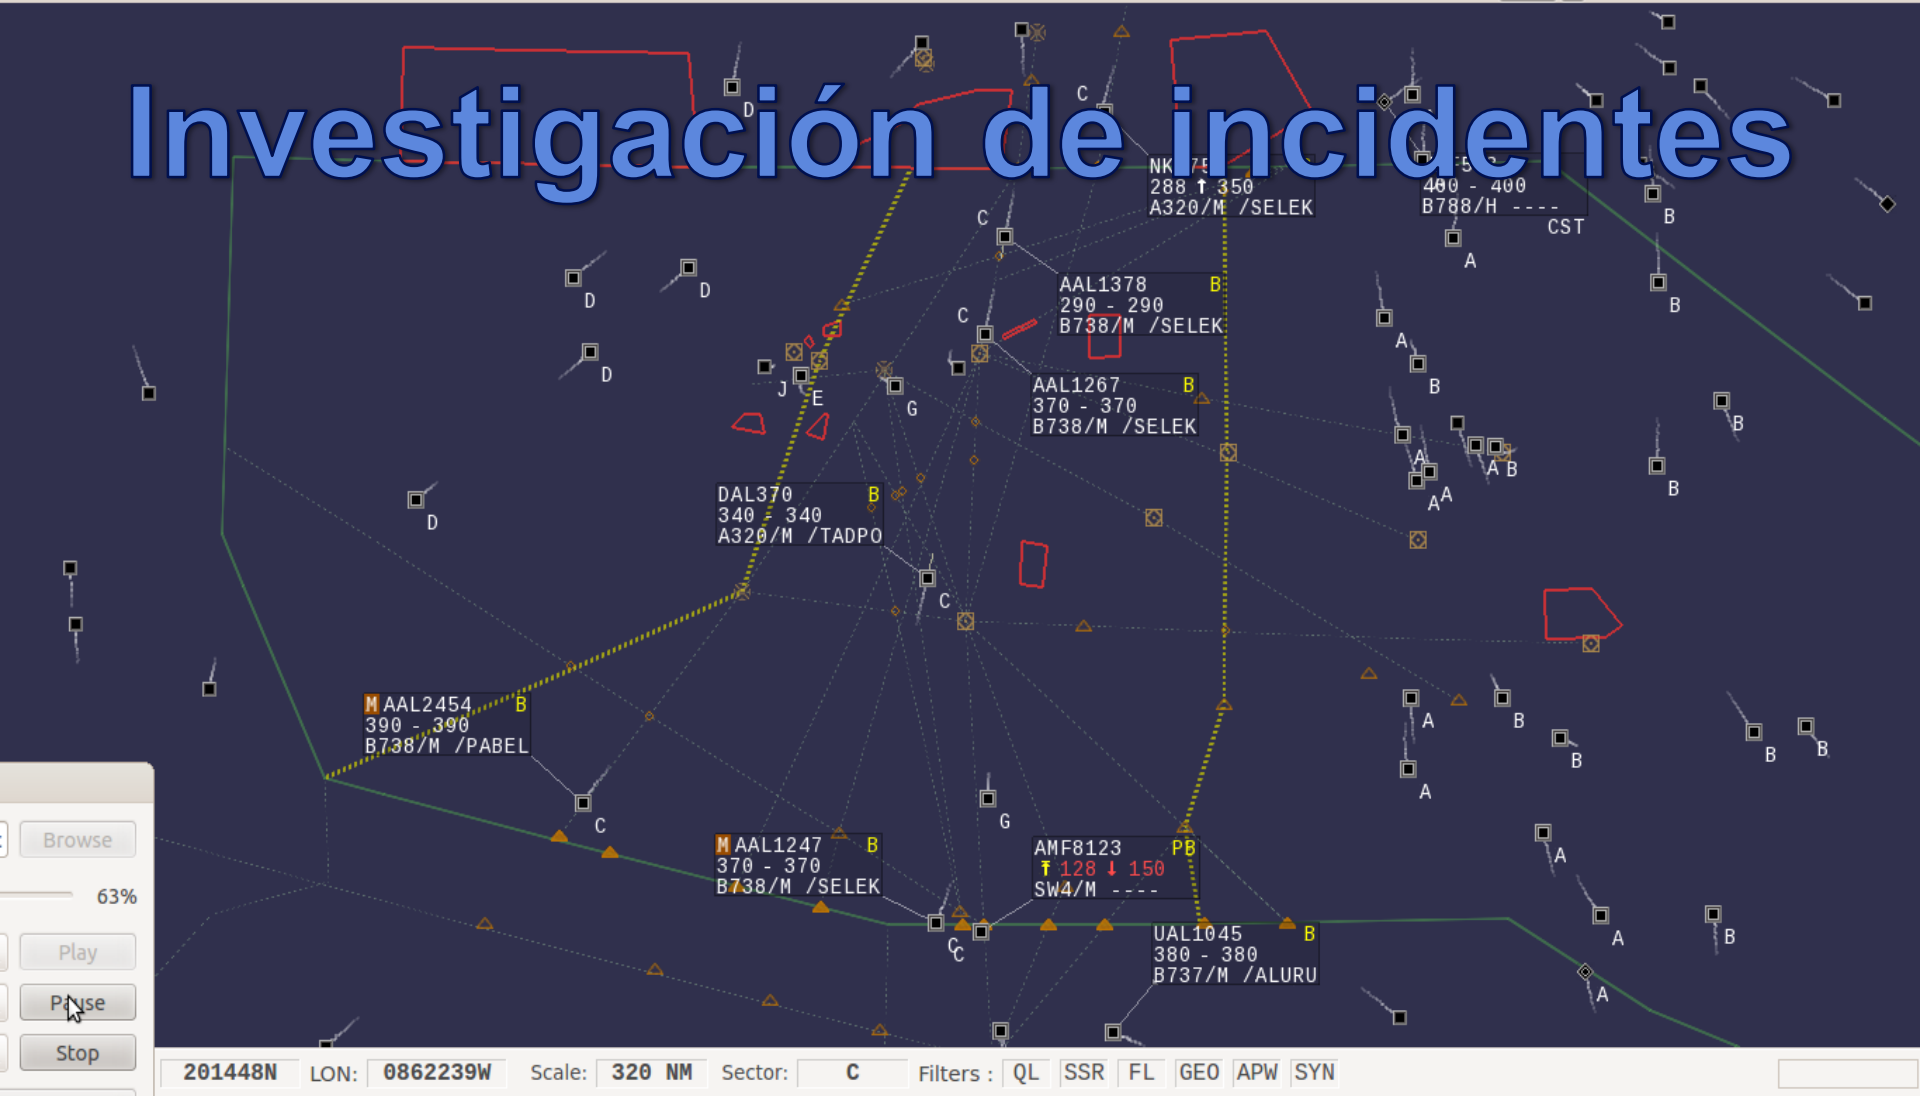 Investigación de incidentes
D
C
288 350
A320/M /SELEK
400 - 400
B788/H ----
CST
B
C
A
AAL1378 B
290 - 290
B738/M /SELEK
D
D
B
C
A
B
D
AAL1267 B
370 - 370
B738/M /SELEK
J
E
G
B
A
A B
A
A
B
DAL370 B
340 - 340
A320/M /TADPO
D
C
M AAL2454 B
390 - 390
B738/M /PABEL
C
A
B
B
B
B
A
G
M AAL1247 B
370 - 370
B738/M /SELEK
AMF8123 PB
128 150
SW4/M ----
A
C
C
UAL1045 B
380 - 380
B737/M /ALURU
A
B
A
Browse
63%
Play
Pause
Stop
201448N LON: 0862239W Scale: 320 NM Sector: C Filters : QL SSR FL GEO APW SYN